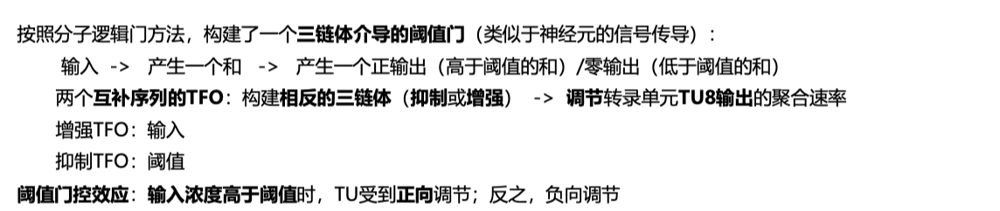 按照分子逻辑门方法，构建了一个三链体介导的阈值门（类似于神经元的信号传导）：
输入 -> 产生一个和 -> 产生一个正输出（高于阈值的和）/零输出（低于阈值的和）
两个互补序列的TFO：构建相反的三链体（抑制或增强） -> 调节转录单元TU8输出的聚合速率
增强TFO：输入
抑制TFO：阈值
阈值门控效应：输入浓度高于阈值时，TU受到正向调节；反之，负向调节